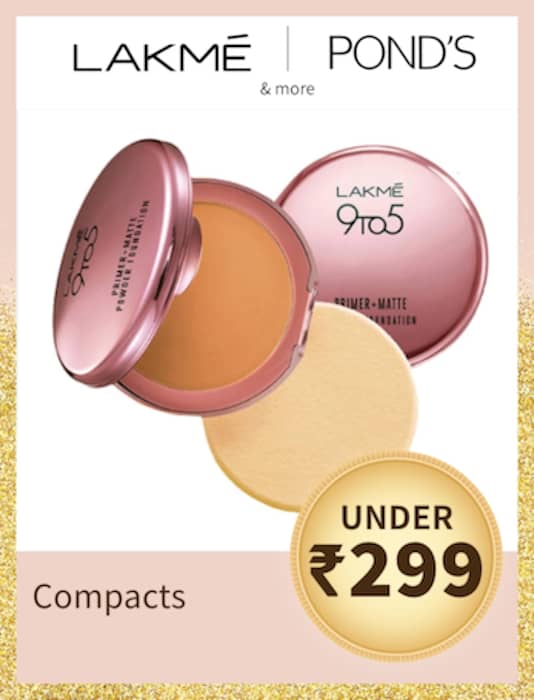 LAKMÉ | POND'S
& more
LAKMÉ
9TO5
PRIMER+MATTE
POWDER FOUNDATION
LAKMÉ
9TO5
PRIMER+MATTE
UNDER
₹299
Compacts